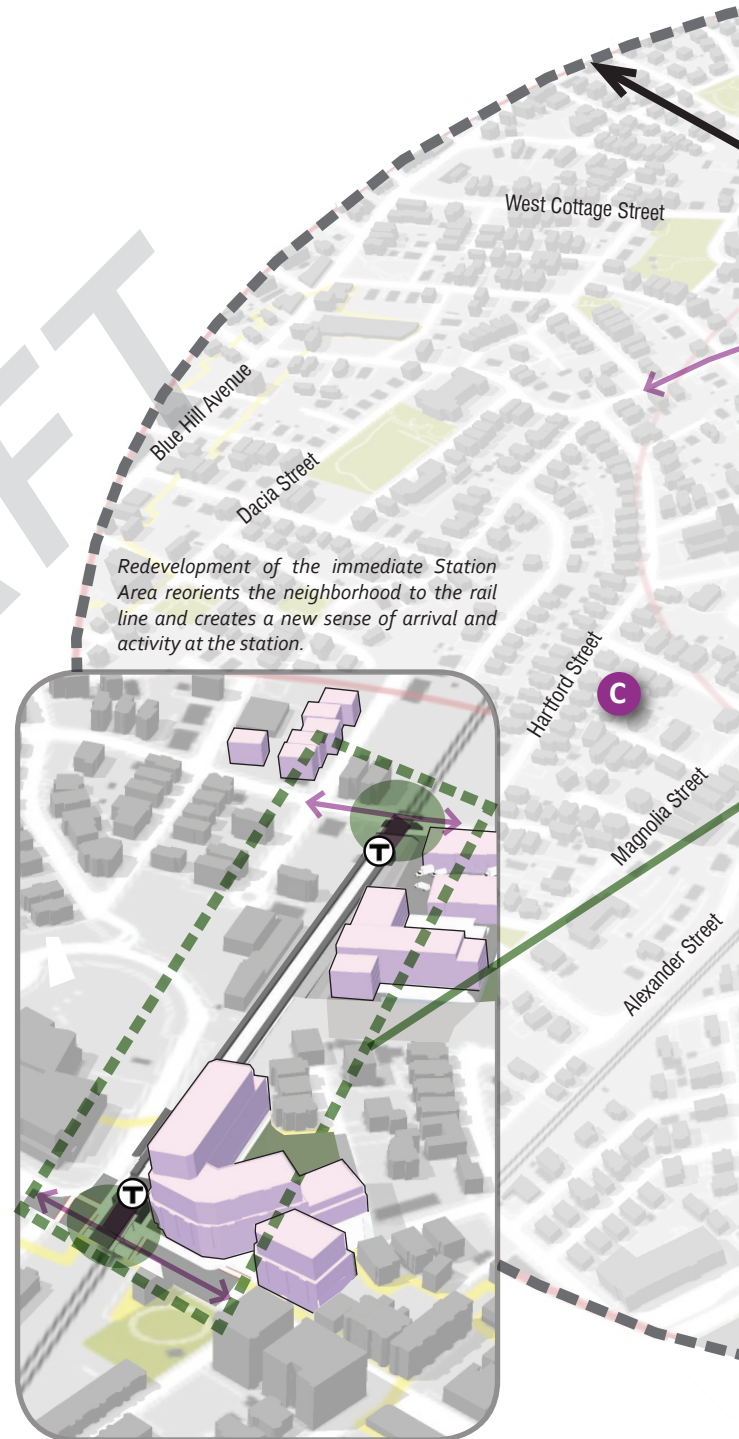 West Cottage Street
Blue Hill Avenue
Dacia Street
Redevelopment of the immediate Station
Area reorients the neighborhood to the rail
line and creates a new sense of arrival and
activity at the station.
Hartford Street
C
Magnolia Street
Alexander Street
T
T
FT